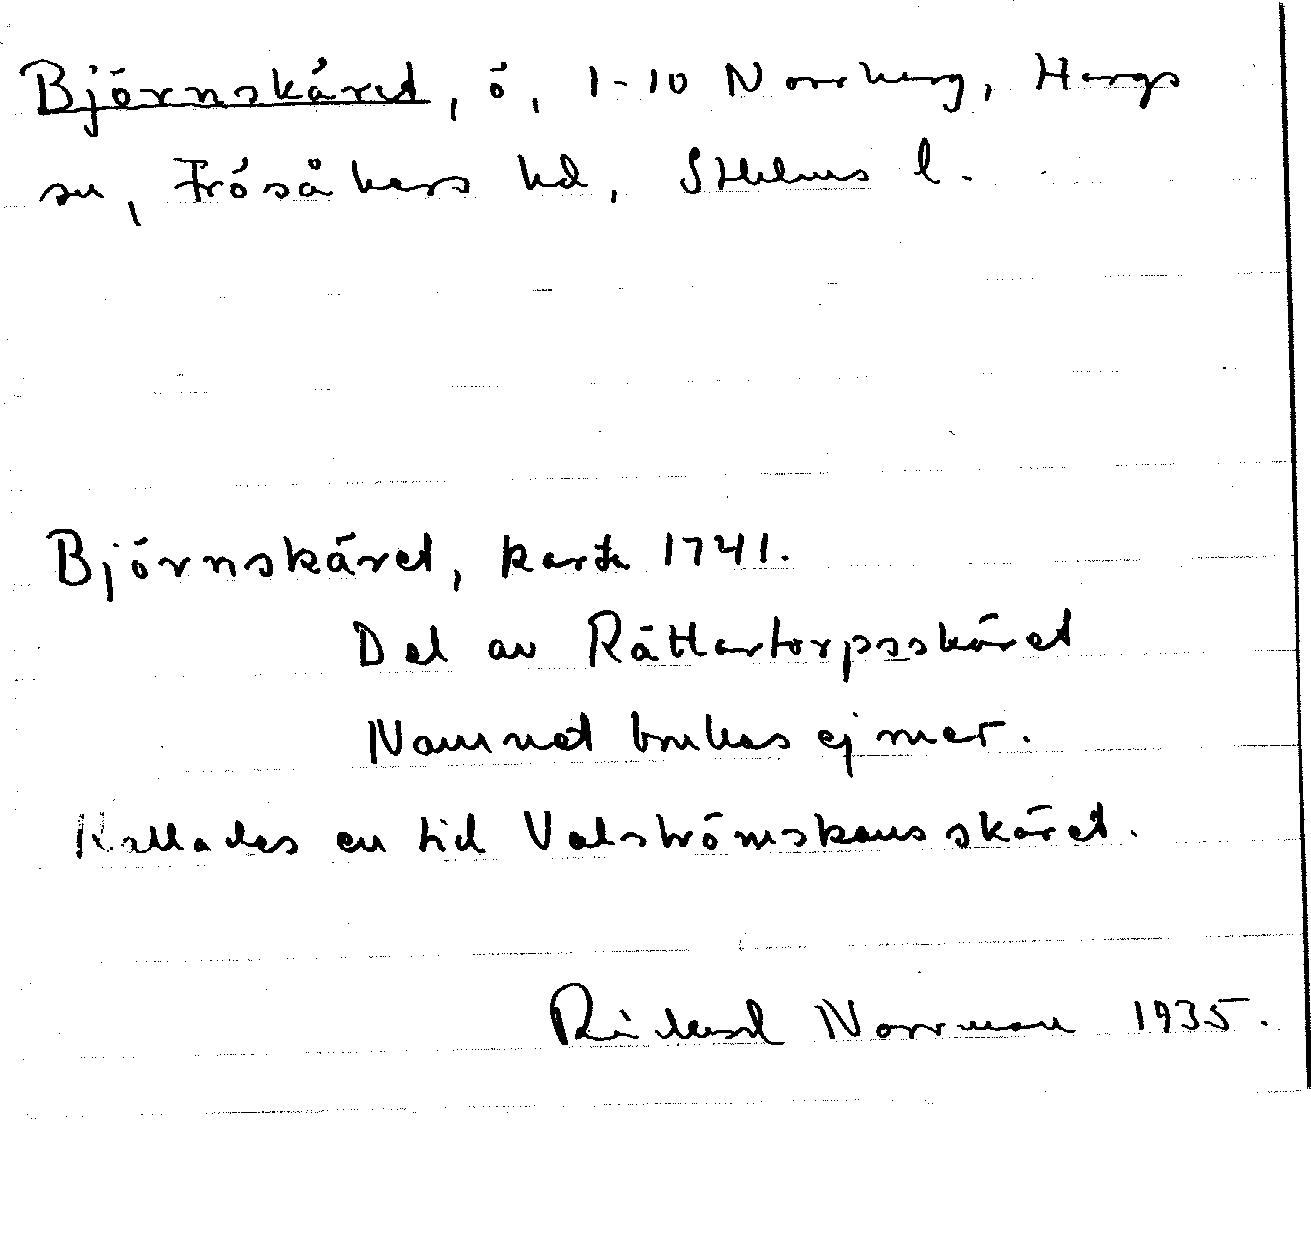 Björnskäret, ö, 1-10 Norrharg, Hargs
sn, Frösåkers hd, Sthlms l.
Björnskäret, karta 1741.
Del av Rättartorpsskäret
Namnet brukas ej mer.
Kallades en tid Valströmskans skäret.
Rikard Norrman 1935.